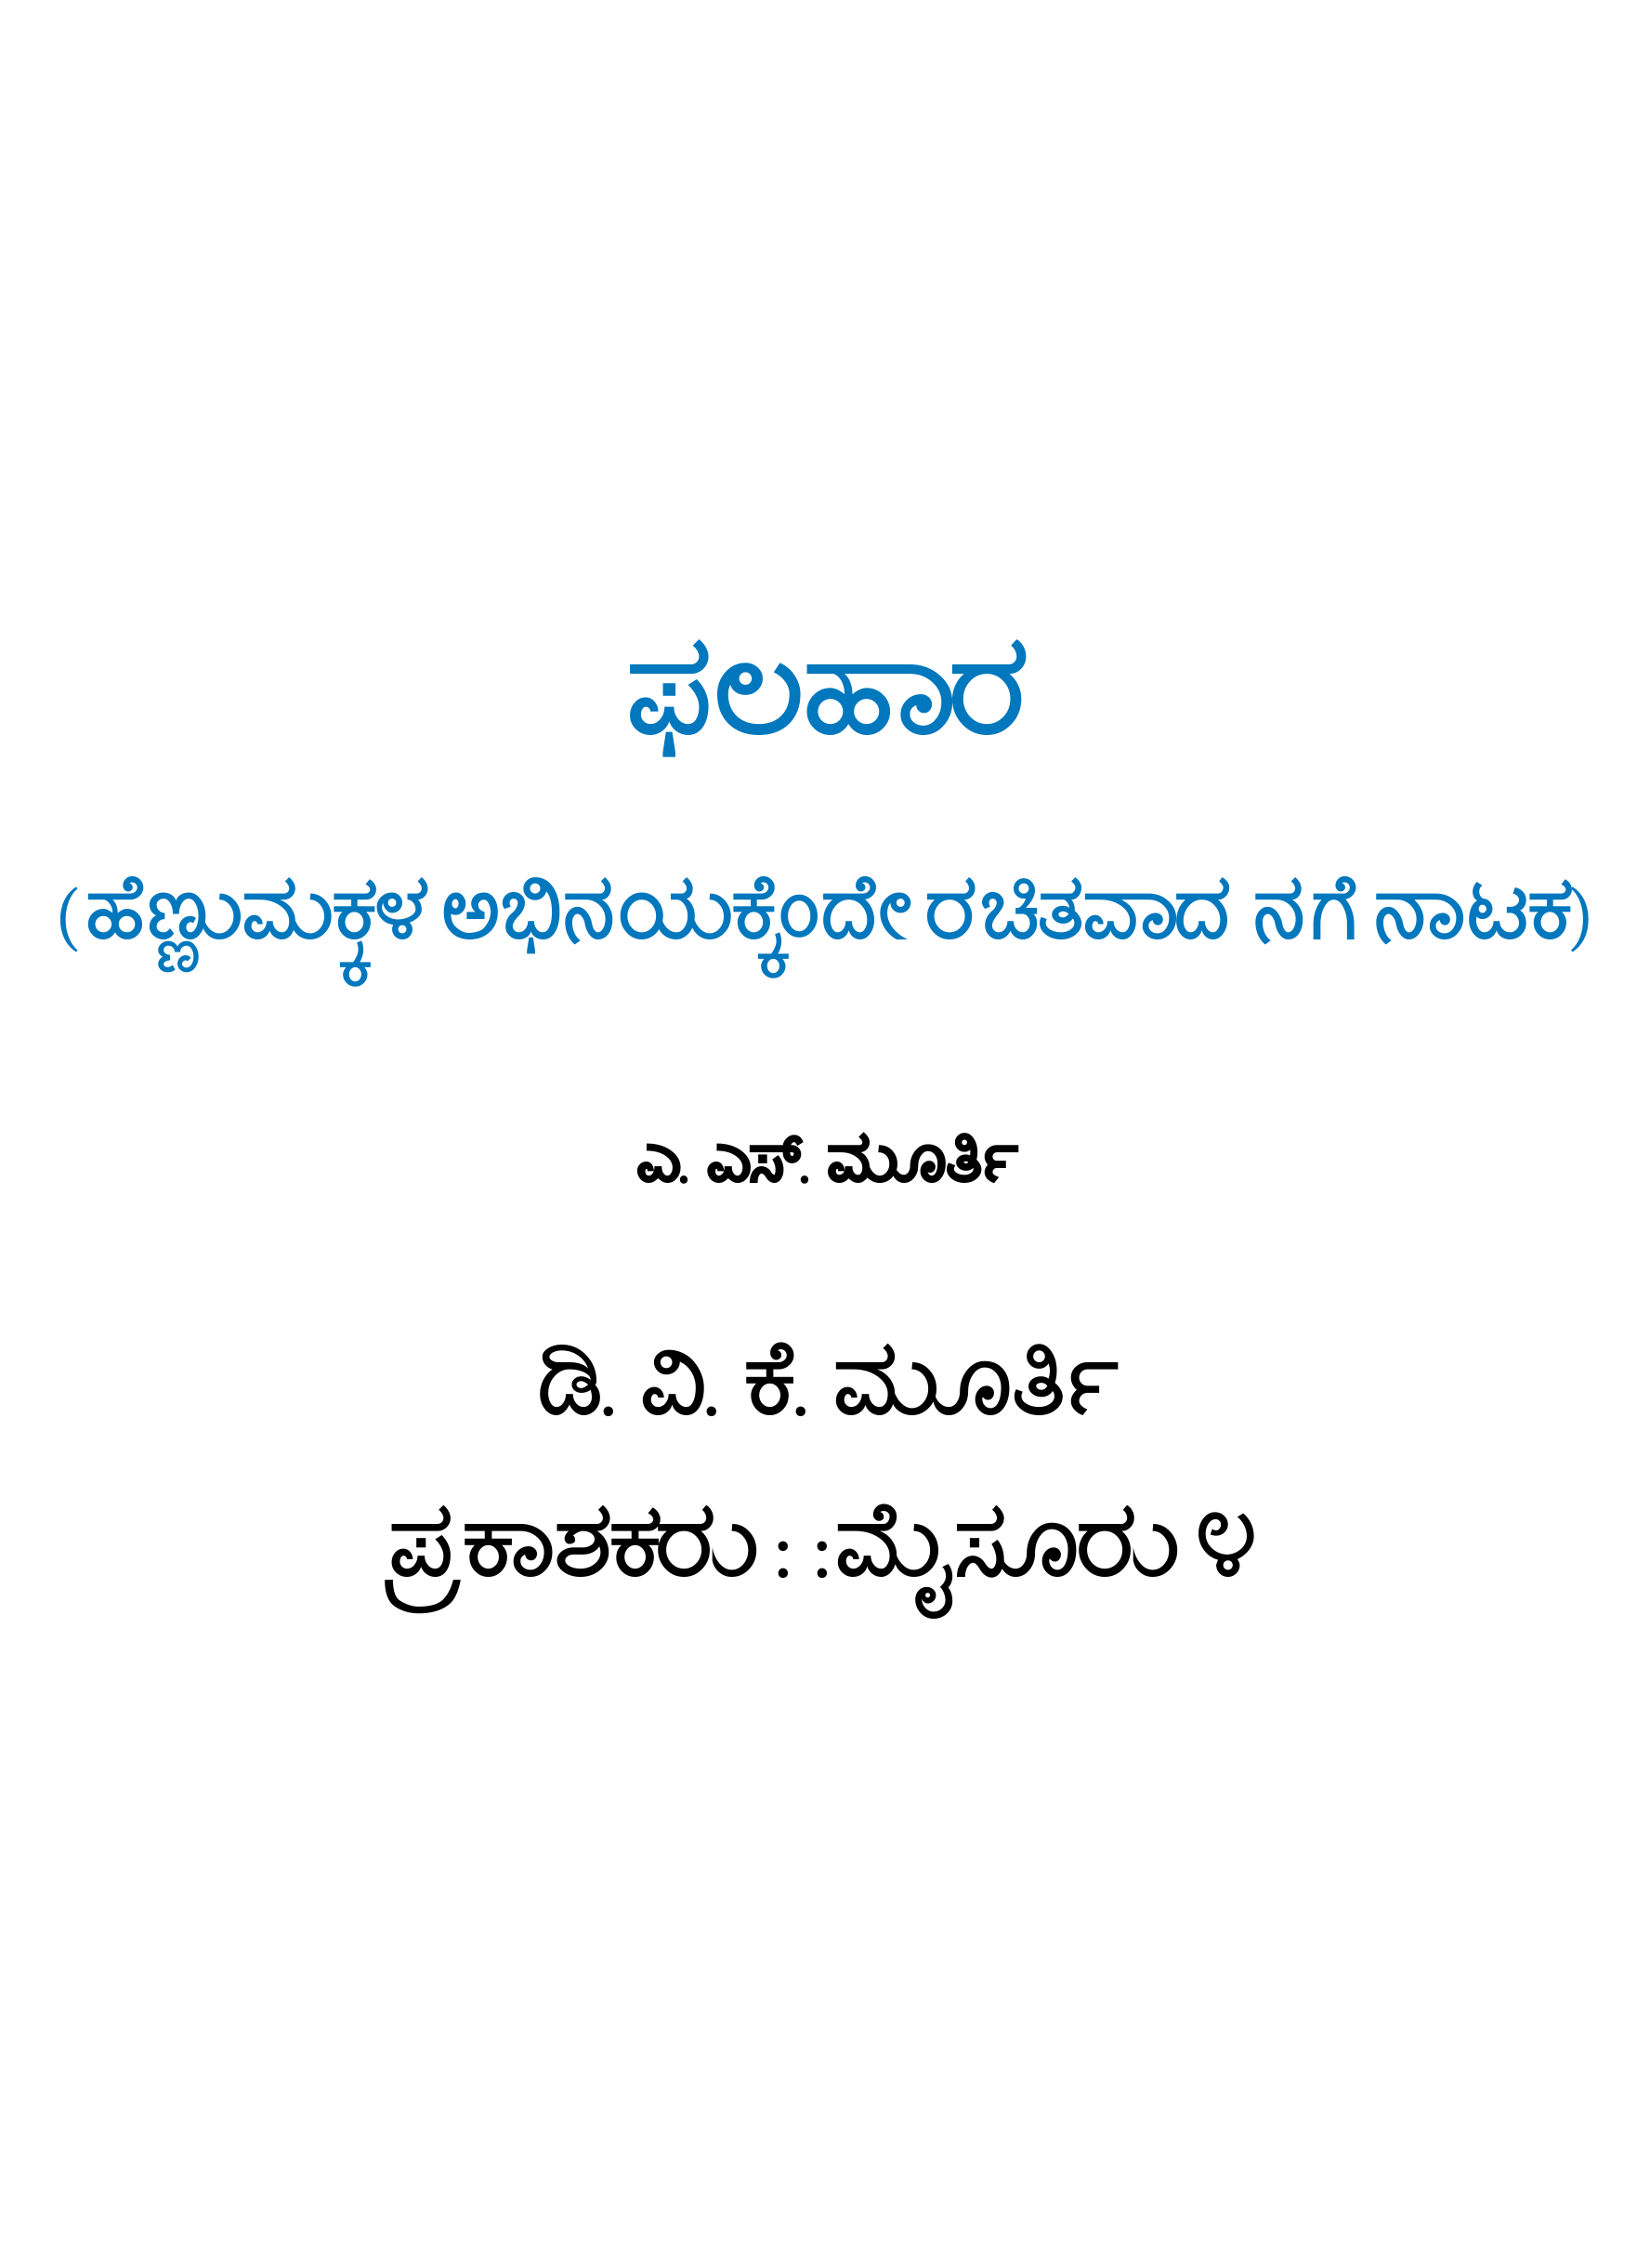 ಫಲಹಾರ
(ಹೆಣ್ಣುಮಕ್ಕಳ ಅಭಿನಯಕ್ಕೆಂದೇ ರಚಿತವಾದ ನಗೆ ನಾಟಕ)
ಎ. ಎಸ್. ಮೂರ್ತಿ
ಡಿ. ವಿ. ಕೆ. ಮೂರ್ತಿ
ಪ್ರಕಾಶಕರು : :ಮೈಸೂರು ೪